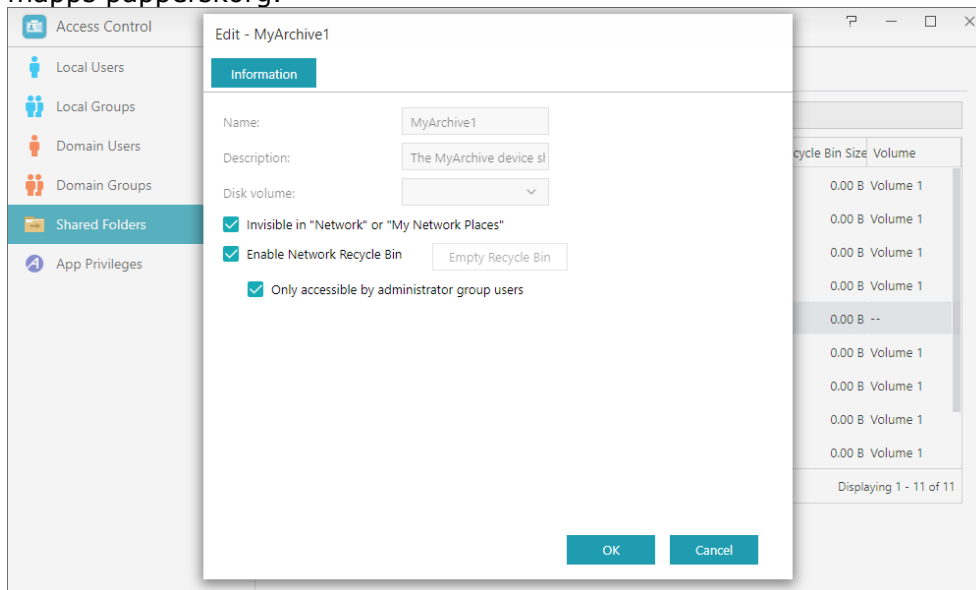 mapps papperskorg.
Access Control
Local Users
Local Groups
Domain Users
Domain Groups
Shared Folders
App Privileges
Edit - MyArchive1
Information
Name: MyArchive1
Description: The MyArchive device sl
Disk volume:
Invisible in "Network" or "My Network Places"
Enable Network Recycle Bin Empty Recycle Bin
Only accessible by administrator group users
OK Cancel
cycle Bin Size Volume
0.00 B Volume 1
0.00 B Volume 1
0.00 B Volume 1
0.00 B Volume 1
0.00 B --
0.00 B Volume 1
0.00 B Volume 1
0.00 B Volume 1
0.00 B Volume 1
Displaying 1 - 11 of 11